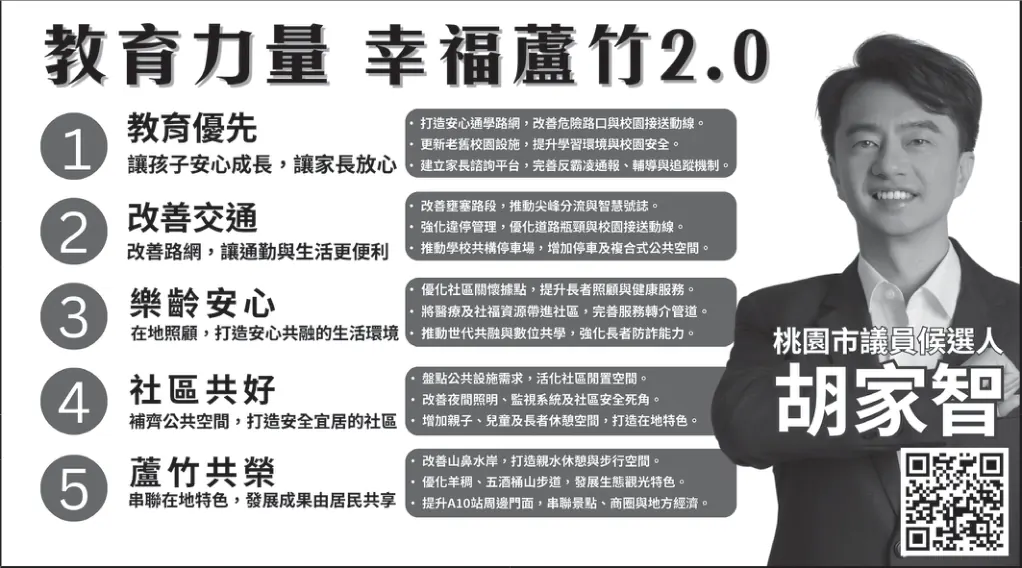 教育力量 幸福蘆竹2.0
1
教育優先
讓孩子安心成長，讓家長放心
• 打造安心通學路網，改善危險路口與校園接送動線。
• 更新老舊校園設施，提升學習環境與校園安全。
• 建立家長諮詢平台，完善反霸凌通報、輔導與追蹤機制。
2
改善交通
改善路網，讓通勤與生活更便利
• 改善壅塞路段，推動尖峰分流與智慧號誌。
• 強化違停管理，優化道路瓶頸與校園接送動線。
• 推動學校共構停車場，增加停車及複合式公共空間。
3
樂齡安心
在地照顧，打造安心共融的生活環境
• 優化社區關懷據點，提升長者照顧與健康服務。
• 將醫療及社福資源帶進社區，完善服務轉介管道。
• 推動世代共融與數位共學，強化長者防詐能力。
4
社區共好
補齊公共空間，打造安全宜居的社區
• 盤點公共設施需求，活化社區閒置空間。
• 改善夜間照明、監視系統及社區安全死角。
• 增加親子、兒童及長者休憩空間，打造在地特色。
5
蘆竹共榮
串聯在地特色，發展成果由居民共享
• 改善山鼻水岸，打造親水休憩與步行空間。
• 優化羊稠、五酒桶山步道，發展生態觀光特色。
• 提升A10站周邊門面，串聯景點、商圈與地方經濟。
桃園市議員候選人
胡家智